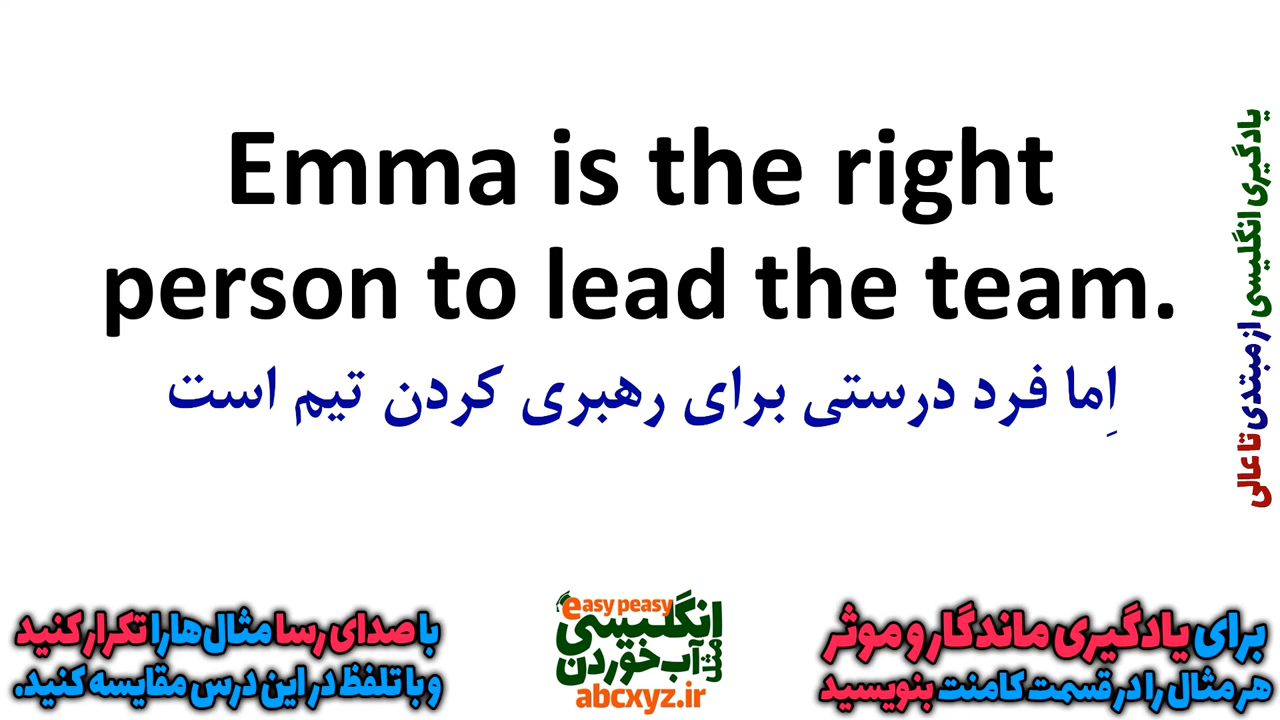 Emma is the right
person to lead the team.
اِما فرد درستی برای رهبری کردن تیم است
یادگیری انگلیسی از مبتدی تا عالی
برای یادگیری ماندگار و موثر
هر مثال را در قسمت کامنت بنویسید
easy peasy
انگلیسی
مثل آب خوردن
abcxyz.ir
با صدای رسا مثال‌ها را تکرار کنید
و با تلفظ در این درس مقایسه کنید.